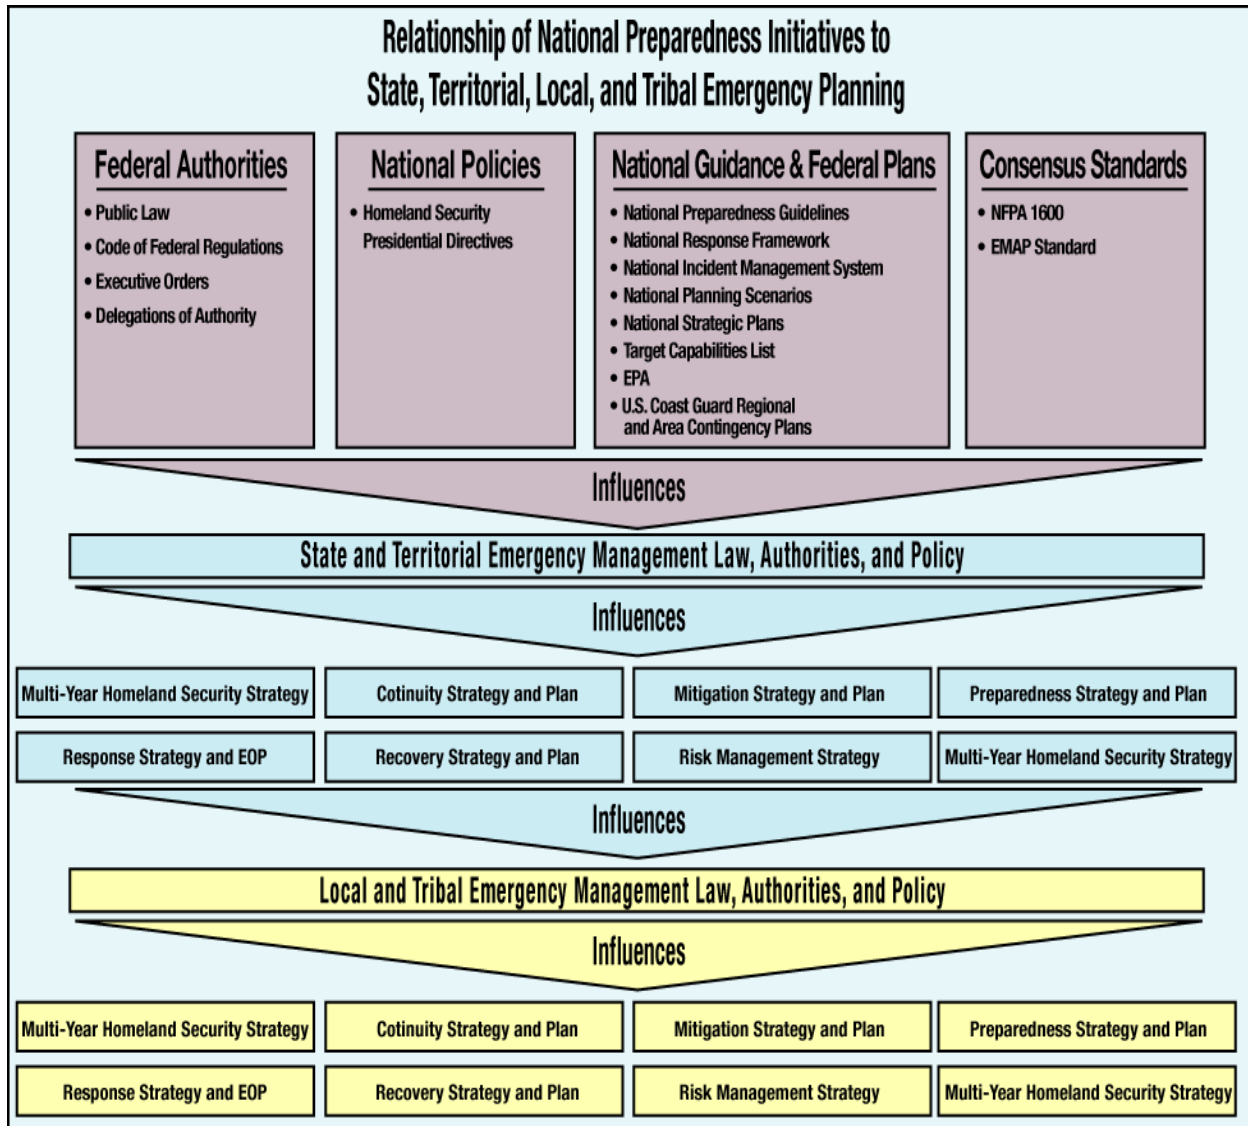 Relationship of National Preparedness Initiatives to
State, Territorial, Local, and Tribal Emergency Planning
Federal Authorities
• Public Law
• Code of Federal Regulations
• Executive Orders
• Delegations of Authority
National Policies
• Homeland Security
Presidential Directives
National Guidance & Federal Plans
• National Preparedness Guidelines
• National Response Framework
• National Incident Management System
• National Planning Scenarios
• National Strategic Plans
• Target Capabilities List
• EPA
• U.S. Coast Guard Regional
and Area Contingency Plans
Consensus Standards
• NFPA 1600
• EMAP Standard
Influences
State and Territorial Emergency Management Law, Authorities, and Policy
Influences
Multi-Year Homeland Security Strategy
Cotinuity Strategy and Plan
Mitigation Strategy and Plan
Preparedness Strategy and Plan
Response Strategy and EOP
Recovery Strategy and Plan
Risk Management Strategy
Multi-Year Homeland Security Strategy
Influences
Local and Tribal Emergency Management Law, Authorities, and Policy
Influences
Multi-Year Homeland Security Strategy
Cotinuity Strategy and Plan
Mitigation Strategy and Plan
Preparedness Strategy and Plan
Response Strategy and EOP
Recovery Strategy and Plan
Risk Management Strategy
Multi-Year Homeland Security Strategy